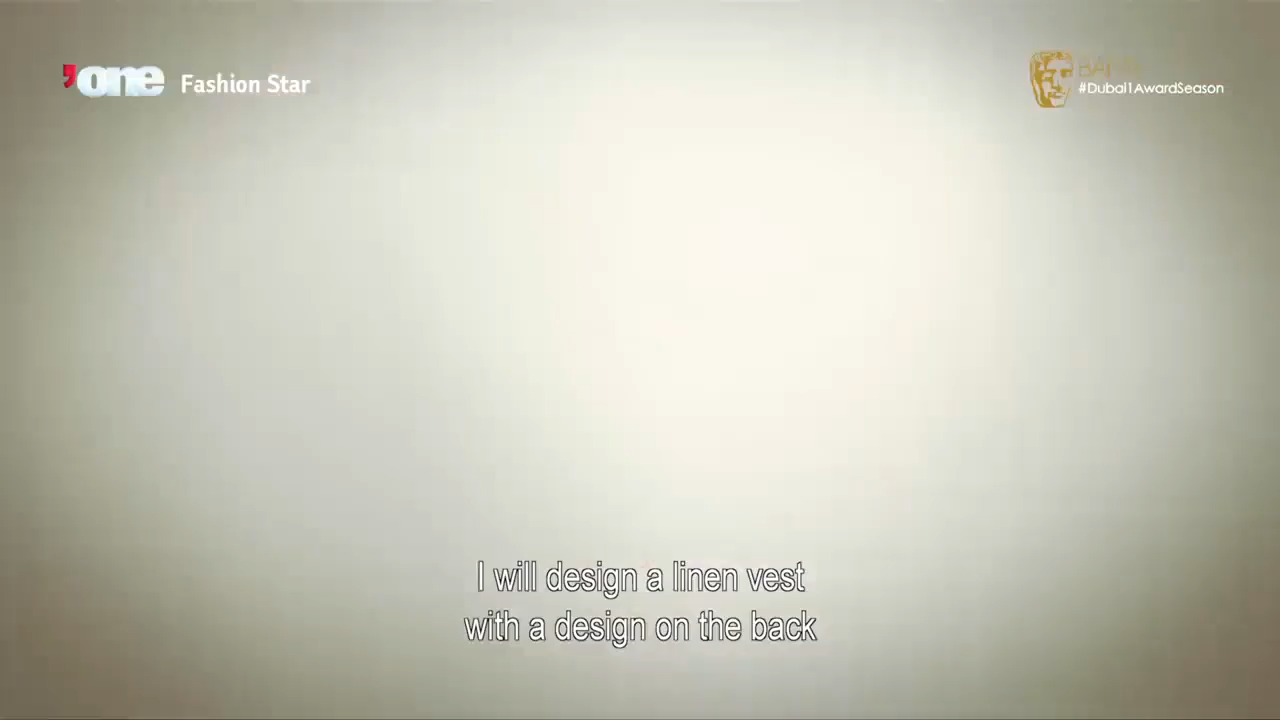 'one Fashion Star
#Dubai1AwardSeason
I will design a linen vest
with a design on the back